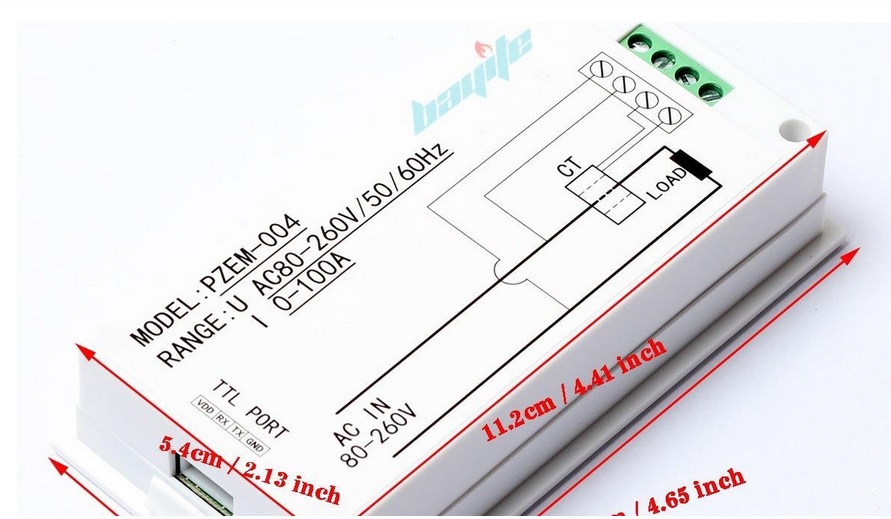 bayite
MODEL:PZEM-004
RANGE:U AC80-260V/50/60Hz
I 0-100A
CT
LOAD
TTL PORT
VDD RX TX GND
AC IN
80-260V
11.2cm / 4.41 inch
5.4cm / 2.13 inch
/ 4.65 inch